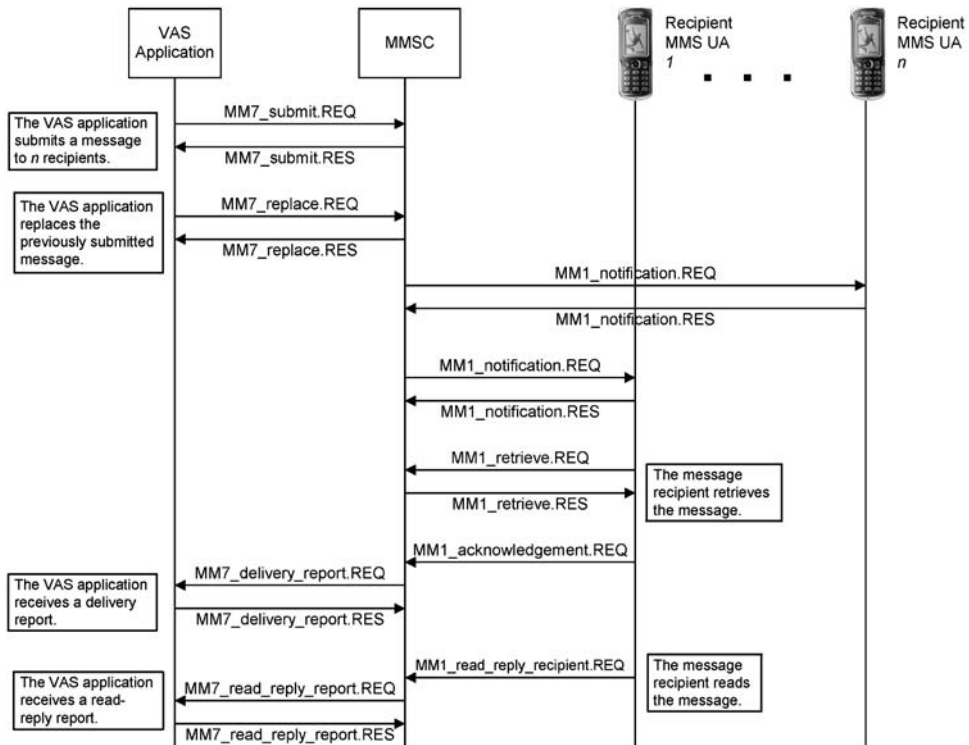 VAS
Application
MMSC
Recipient
MMS UA
1
Recipient
MMS UA
n
MM7_submit.REQ
The VAS application
submits a message
to n recipients.
MM7_submit.RES
MM7_replace.REQ
The VAS application
replaces the
previously submitted
message.
MM7_replace.RES
MM1_notification.REQ
MM1_notification.RES
MM1_notification.REQ
MM1_notification.RES
MM1_retrieve.REQ
The message
recipient retrieves
the message.
MM1_retrieve.RES
MM1_acknowledgement.REQ
MM7_delivery_report.REQ
The VAS application
receives a delivery
report.
MM7_delivery_report.RES
MM1_read_reply_recipient.REQ
The message
recipient reads
the message.
MM7_read_reply_report.REQ
The VAS application
receives a read-
reply report.
MM7_read_reply_report.RES